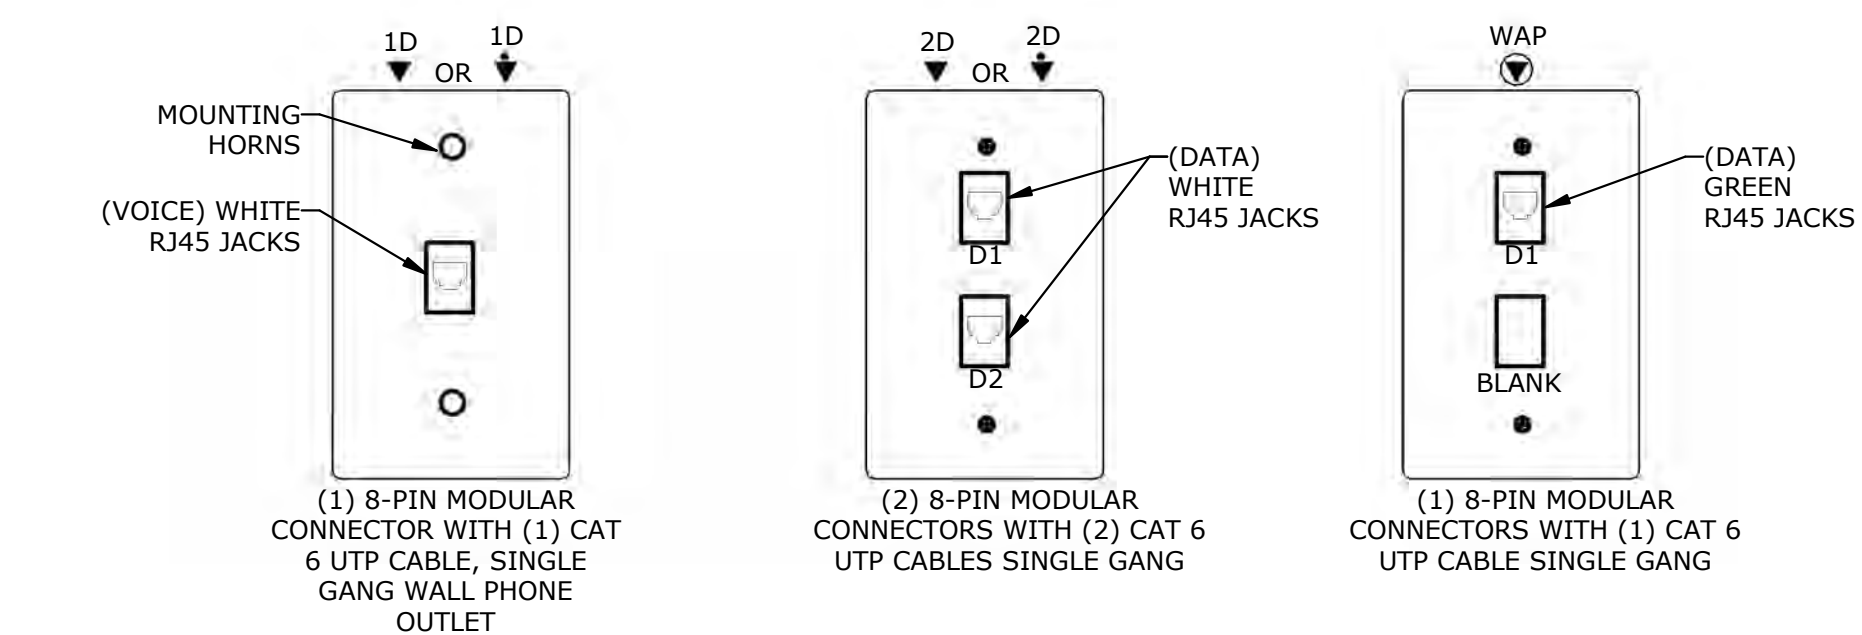 1D
OR
1D
MOUNTING
HORNS
(VOICE) WHITE
RJ45 JACKS
(1) 8-PIN MODULAR
CONNECTOR WITH (1) CAT
6 UTP CABLE, SINGLE
GANG WALL PHONE
OUTLET
2D
OR
2D
(DATA)
WHITE
RJ45 JACKS
D1
D2
(2) 8-PIN MODULAR
CONNECTORS WITH (2) CAT 6
UTP CABLES SINGLE GANG
WAP
(DATA)
GREEN
RJ45 JACKS
D1
BLANK
(1) 8-PIN MODULAR
CONNECTORS WITH (1) CAT 6
UTP CABLE SINGLE GANG